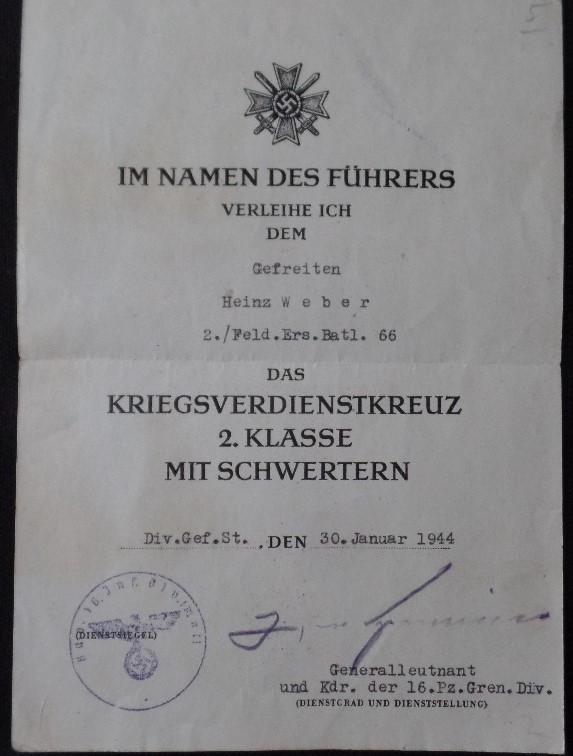 IM NAMEN DES FÜHRERS
VERLEIHE ICH
DEM
Gefreiten
Heinz W e b e r
2./Feld.Ers.Batl. 66
DAS
KRIEGSVERDIENSTKREUZ
2. KLASSE
MIT SCHWERTERN
Div.Gef.St. , DEN 30.Januar 1944
(DIENSTSIEGEL)
Generalleutnant
und Kdr. der 16.Pz.Gren.Div.
(DIENSTGRAD UND DIENSTSTELLUNG)